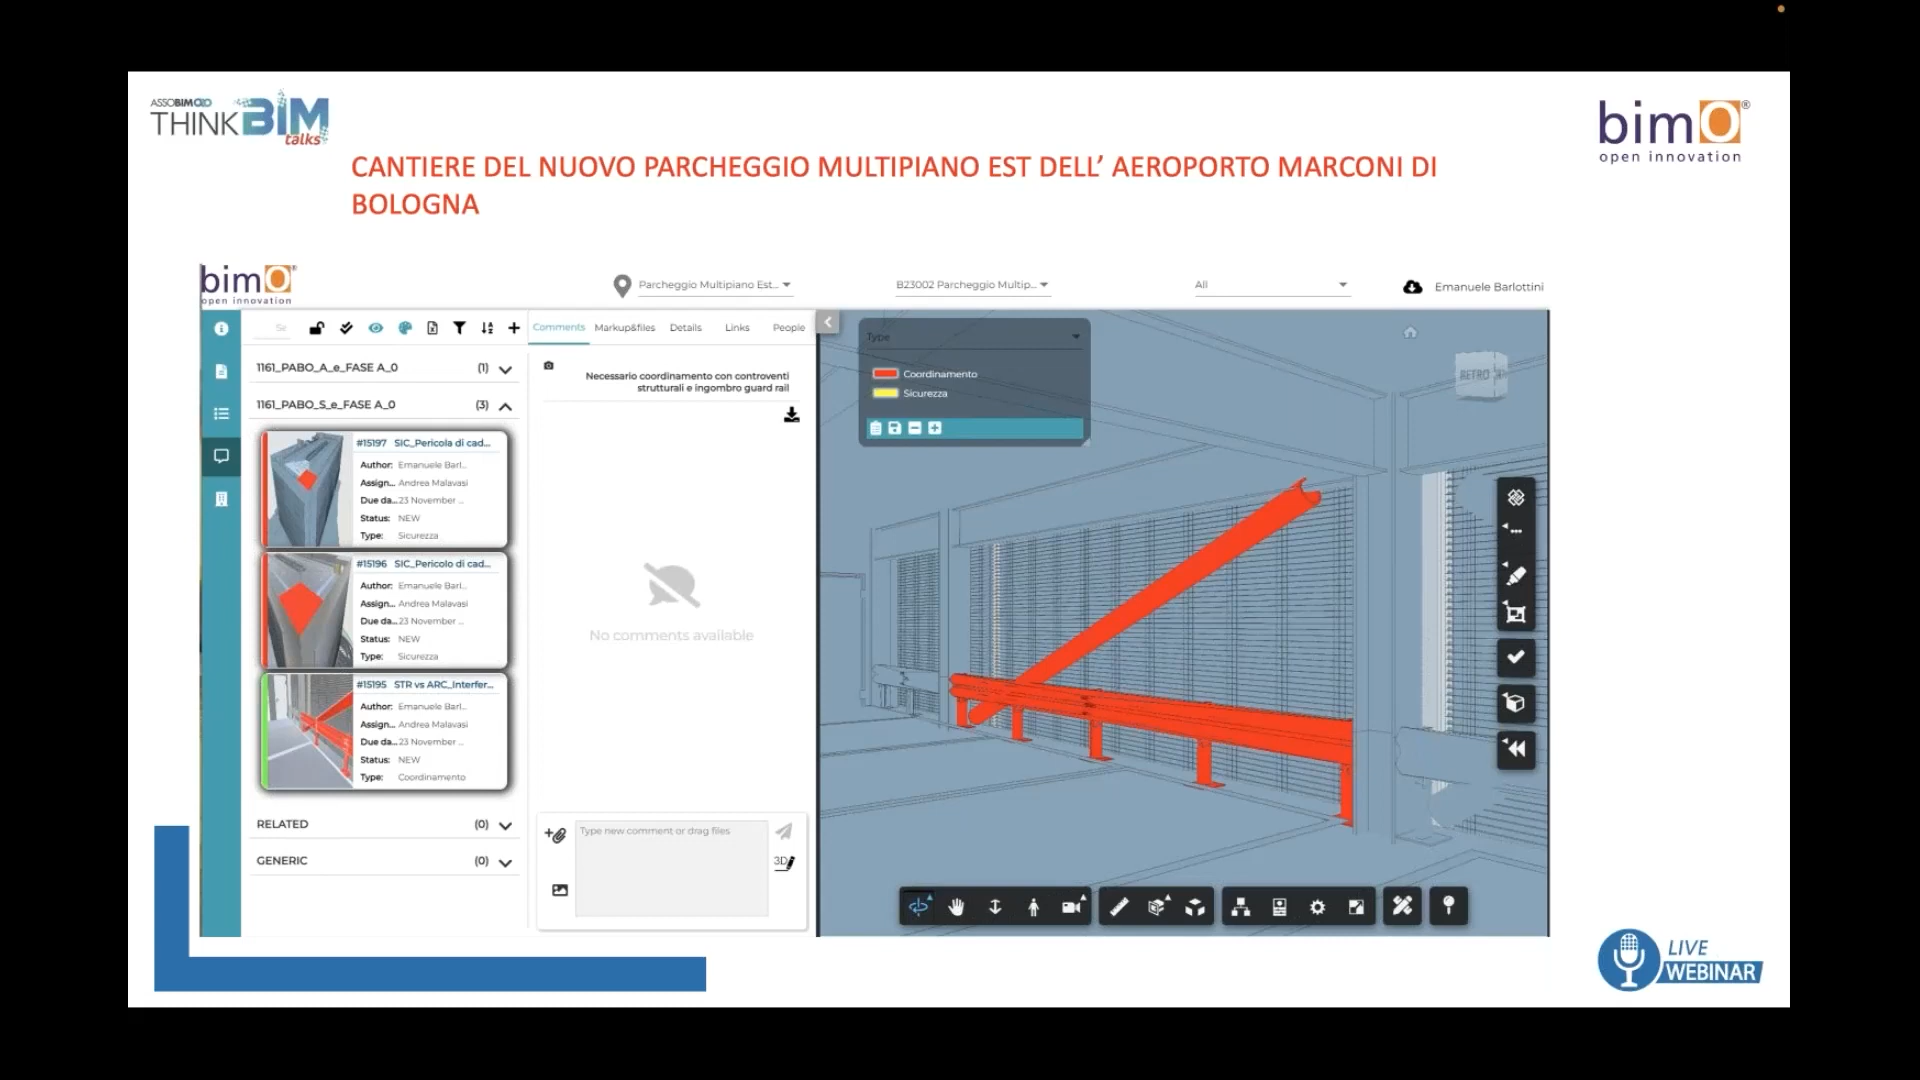 ASSOBIM
THINK BIM
talks
bimO®
open innovation
CANTIERE DEL NUOVO PARCHEGGIO MULTIPIANO EST DELL’ AEROPORTO MARCONI DI
BOLOGNA
bimO®
open innovation
Parcheggio Multipiano Est...
B23002 Parcheggio Multip...
All
Emanuele Barlottini
Se
Comments
Markup&files
Details
Links
People
1161_PABO_A_e_FASE A_0 (1)
1161_PABO_S_e_FASE A_0 (3)
#15197 SIC_Pericola di cad...
Author: Emanuele Barl...
Assign... Andrea Malavasi
Due da... 23 November ...
Status: NEW
Type: Sicurezza
#15196 SIC_Pericolo di cad...
Author: Emanuele Barl...
Assign... Andrea Malavasi
Due da... 23 November ...
Status: NEW
Type: Sicurezza
#15195 STR vs ARC_Interfer...
Author: Emanuele Barl...
Assign... Andrea Malavasi
Due da... 23 November ...
Status: NEW
Type: Coordinamento
RELATED (0)
GENERIC (0)
Necessario coordinamento con controventi
strutturali e ingombro guard rail
No comments available
Type new comment or drag files
3D
Type
Coordinamento
Sicurezza
RETRO
LIVE
WEBINAR